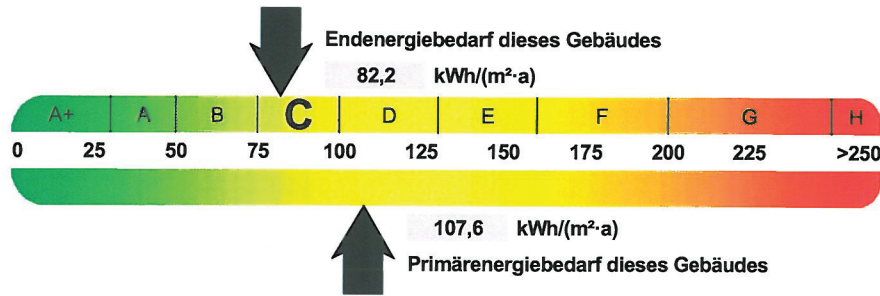 Endenergiebedarf dieses Gebäudes
82,2 kWh/(m²·a)
A+ A B C D E F G H
0 25 50 75 100 125 150 175 200 225 >250
107,6 kWh/(m²·a)
Primärenergiebedarf dieses Gebäudes